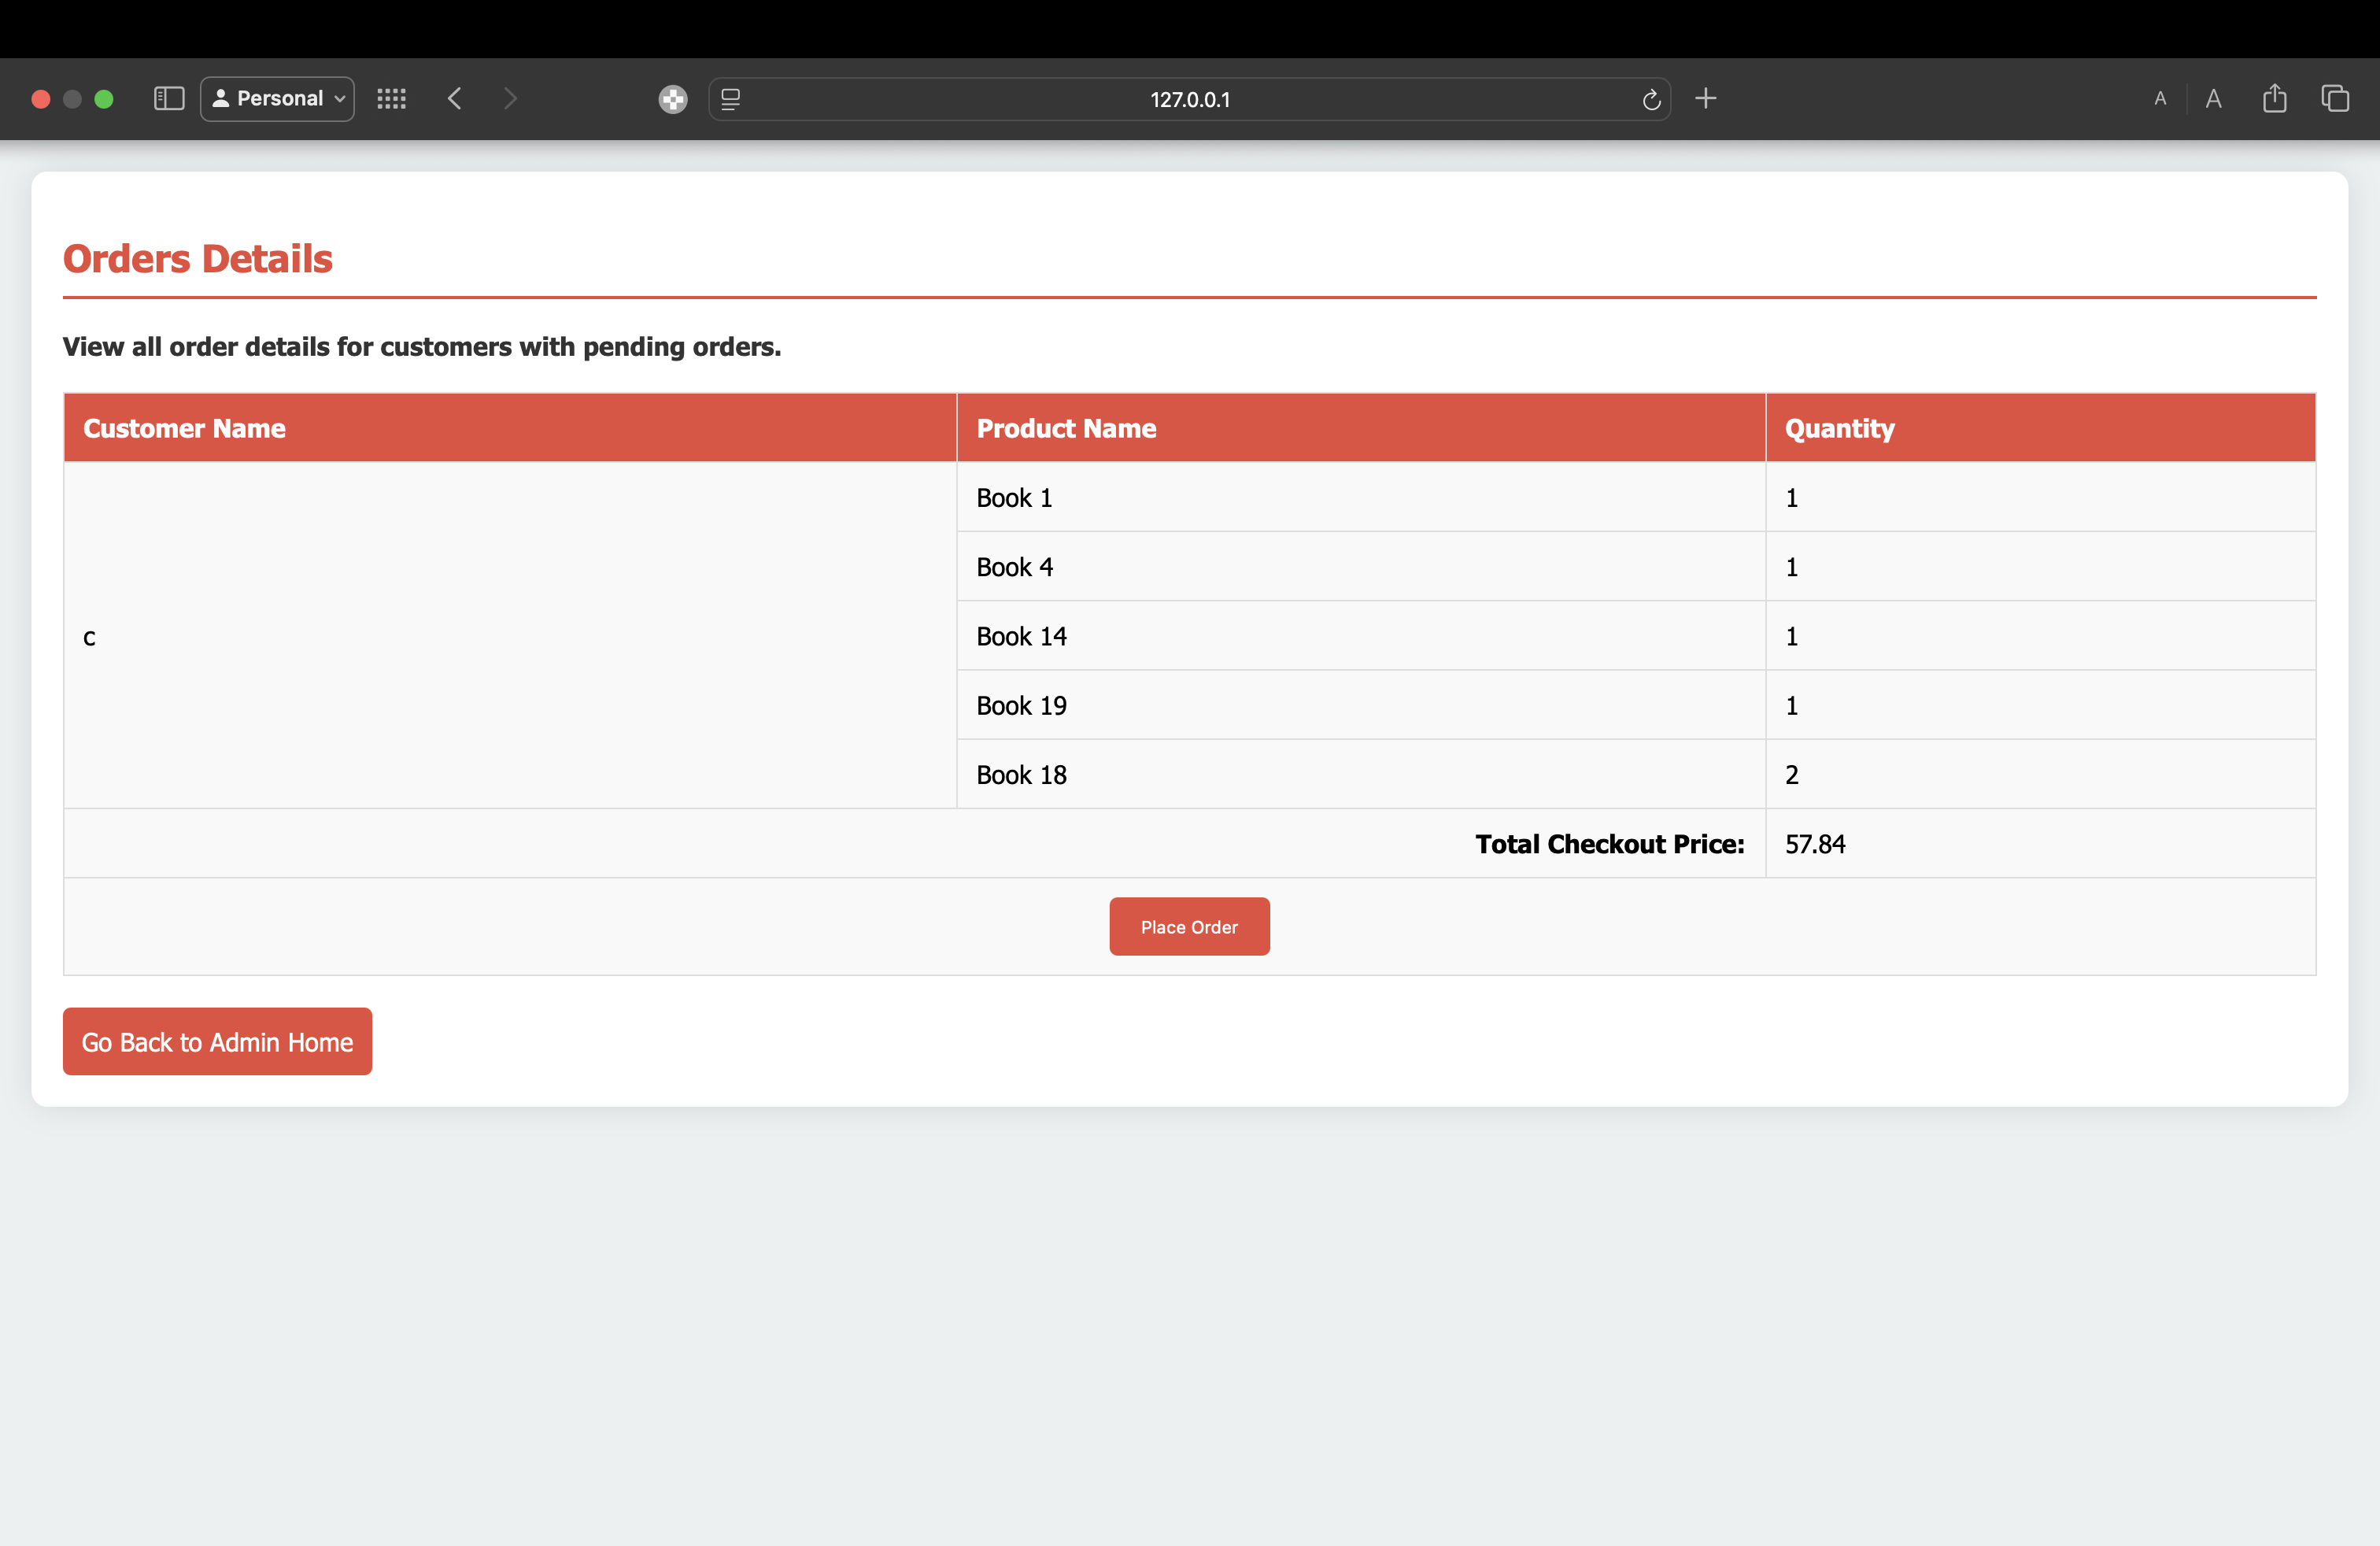 Personal
127.0.0.1
A A
Orders Details
View all order details for customers with pending orders.
Customer Name Product Name Quantity
c
Book 1 1
Book 4 1
Book 14 1
Book 19 1
Book 18 2
Total Checkout Price: 57.84
Place Order
Go Back to Admin Home